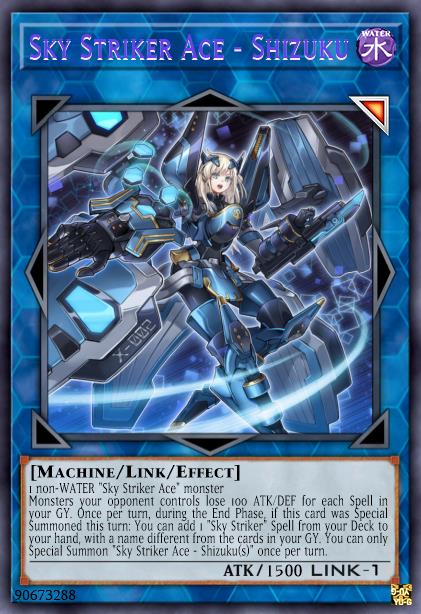 SKY STRIKER ACE - SHIZUKU
WATER
水
X-002
[MACHINE/LINK/EFFECT]
1 non-WATER "Sky Striker Ace" monster
Monsters your opponent controls lose 100 ATK/DEF for each Spell in
your GY. Once per turn, during the End Phase, if this card was Special
Summoned this turn: You can add 1 "Sky Striker" Spell from your Deck to
your hand, with a name different from the cards in your GY. You can only
Special Summon "Sky Striker Ace - Shizuku(s)" once per turn.
ATK/1500 LINK-1
90673288